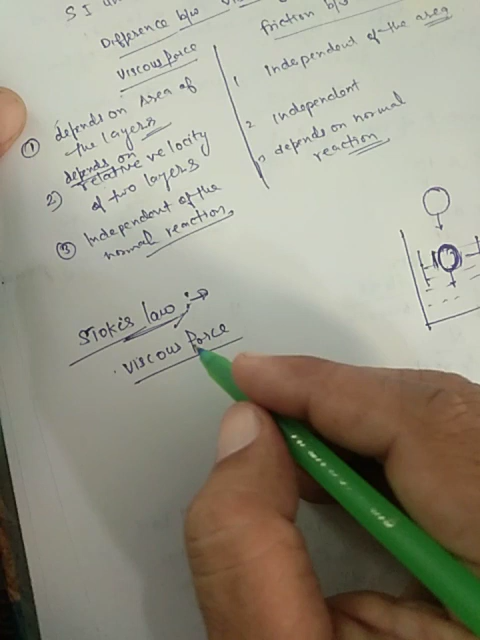 S I
Difference b/w
Viscous force
① depends on Area of
the layers
2) depends on
relative velocity
of two layers
③ Independent of the
normal reaction
friction b/w
1 Independent of the area
2 Independent
3 depends on normal
reaction
Stokes law :→
Viscous force